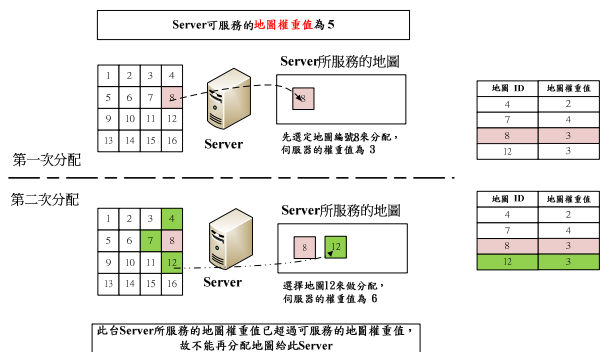 Server可服務的地圖權重值為 5
Server所服務的地圖
1 2 3 4
5 6 7 8
9 10 11 12
13 14 15 16
8
Server
先選定地圖編號8來分配，
伺服器的權重值為 3
第一次分配
地圖 ID 地圖權重值
4 2
7 4
8 3
12 3
第二次分配
Server所服務的地圖
1 2 3 4
5 6 7 8
9 10 11 12
13 14 15 16
8 12
Server
選擇地圖12來做分配，
伺服器的權重值為 6
地圖 ID 地圖權重值
4 2
7 4
8 3
12 3
此台Server所服務的地圖權重值已超過可服務的地圖權重值，
故不能再分配地圖給此Server